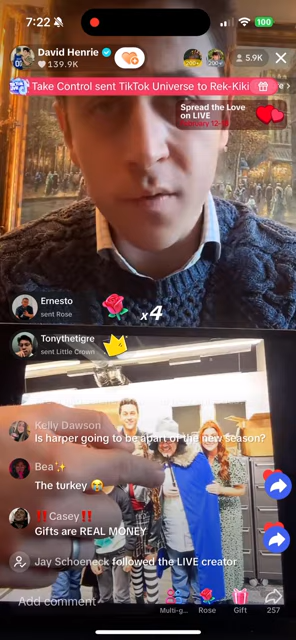 7:22
100
David Henrie
139.9K
5.9K
200+
200+
Take Control sent TikTok Universe to Rek-Kiki
Spread the Love
on LIVE
Ernesto
sent Rose
x4
Tonythetigre
sent Little Crown
Kelly Dawson
Is harper going to be apart of the new season?
Bea✨
The turkey 😭
‼️Casey‼️
Gifts are REAL MONEY
Jay Schoeneck followed the LIVE creator
Add comment
Multi-g...
Rose
Gift
257